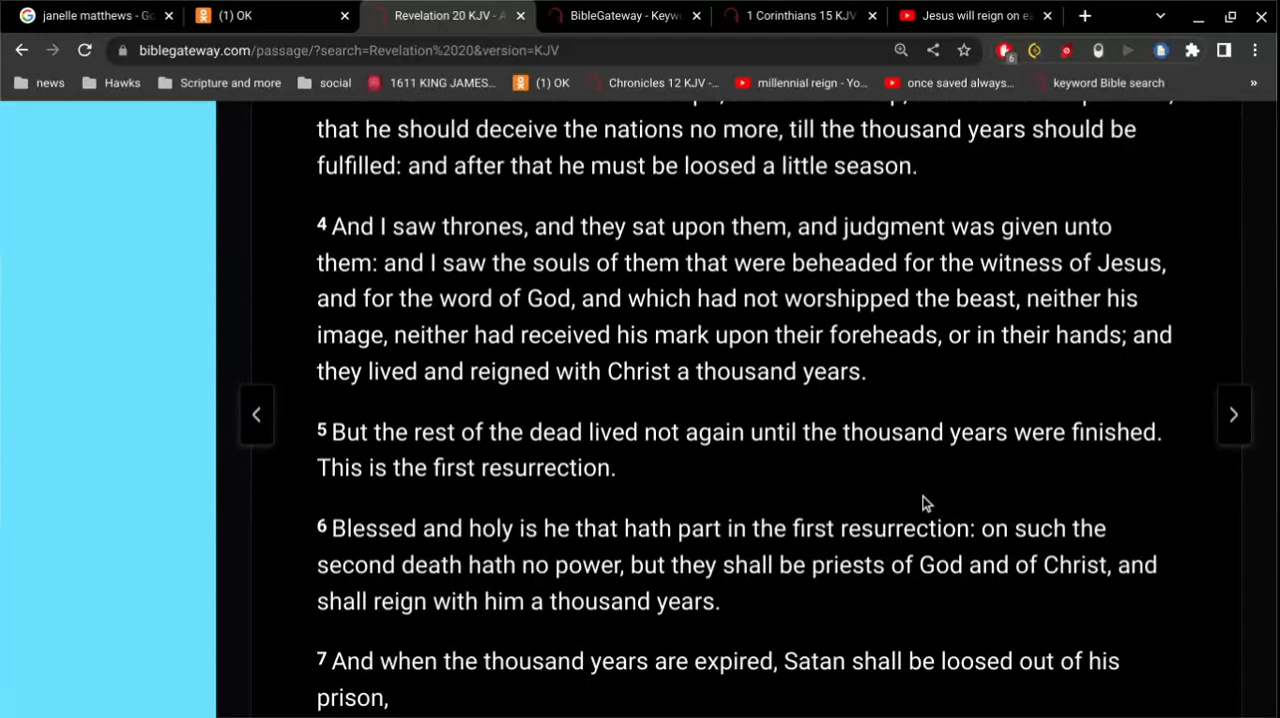 janelle matthews - Go
(1) OK
Revelation 20 KJV - A
BibleGateway - Keyw
1 Corinthians 15 KJV
Jesus will reign on ea
biblegateway.com/passage/?search=Revelation%2020&version=KJV
6
news
Hawks
Scripture and more
social
1611 KING JAMES...
(1) OK
Chronicles 12 KJV -...
millennial reign - Yo...
once saved always...
keyword Bible search
»
that he should deceive the nations no more, till the thousand years should be
fulfilled: and after that he must be loosed a little season.
4 And I saw thrones, and they sat upon them, and judgment was given unto
them: and I saw the souls of them that were beheaded for the witness of Jesus,
and for the word of God, and which had not worshipped the beast, neither his
image, neither had received his mark upon their foreheads, or in their hands; and
they lived and reigned with Christ a thousand years.
5 But the rest of the dead lived not again until the thousand years were finished.
This is the first resurrection.
6 Blessed and holy is he that hath part in the first resurrection: on such the
second death hath no power, but they shall be priests of God and of Christ, and
shall reign with him a thousand years.
7 And when the thousand years are expired, Satan shall be loosed out of his
prison,